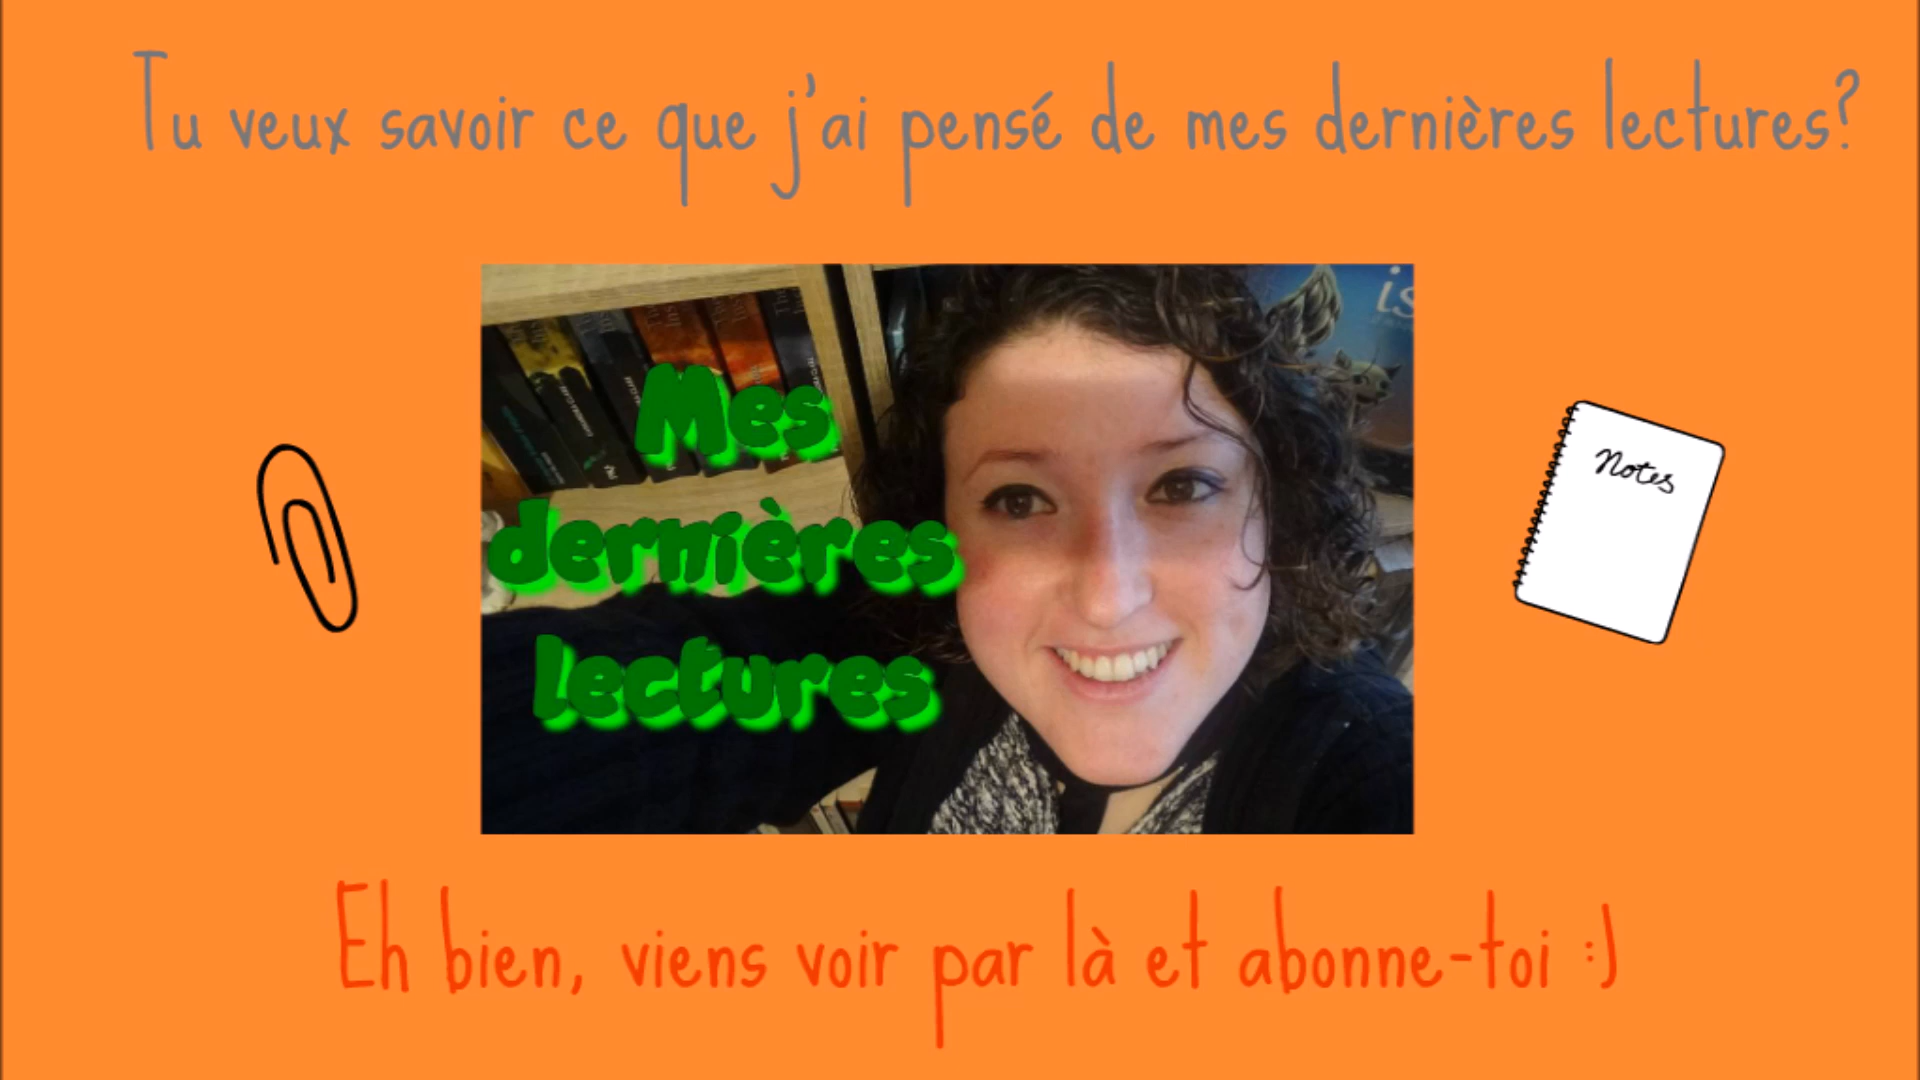 Tu veux savoir ce que j'ai pensé de mes dernières lectures?
is
Mes
dernières
lectures
Notes
Eh bien, viens voir par là et abonne-toi :)